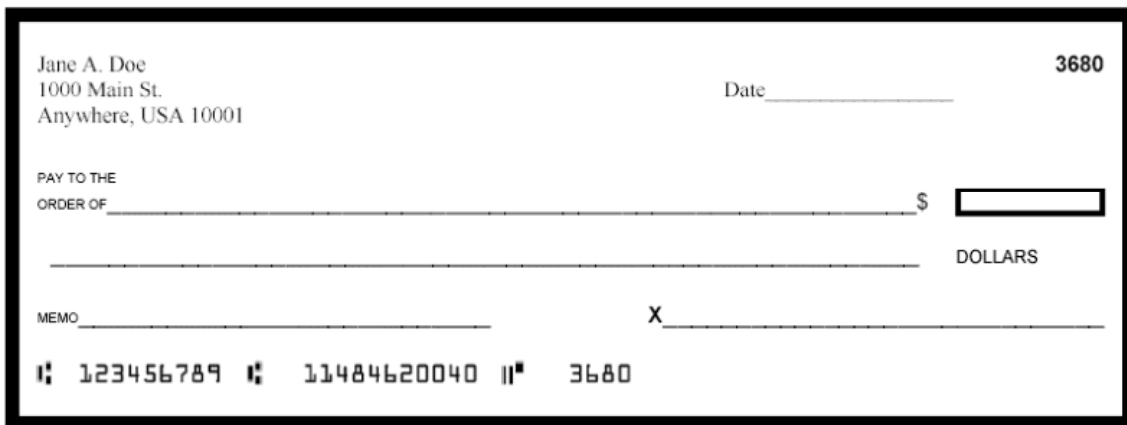 Jane A. Doe 3680
1000 Main St. Date
Anywhere, USA 10001
PAY TO THE
ORDER OF $
DOLLARS
MEMO X
⑆ 123456789 ⑆ 11484620040 ⑈ 3680